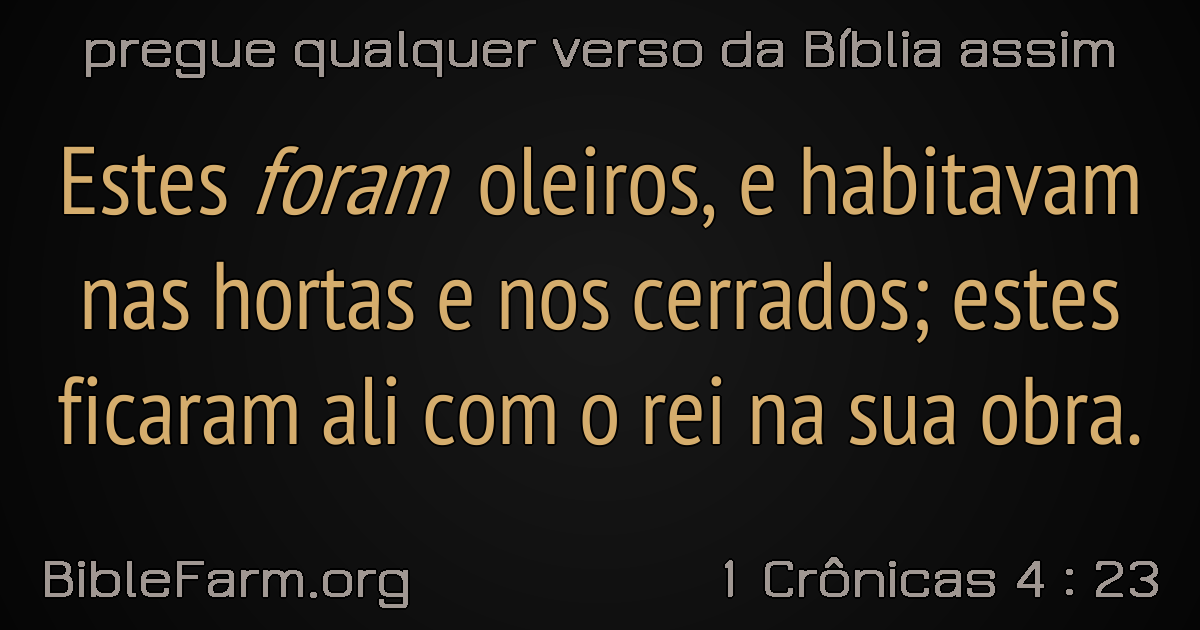 pregue qualquer verso da Bíblia assim
Estes foram oleiros, e habitavam
nas hortas e nos cerrados; estes
ficaram ali com o rei na sua obra.
BibleFarm.org
1 Crônicas 4 : 23